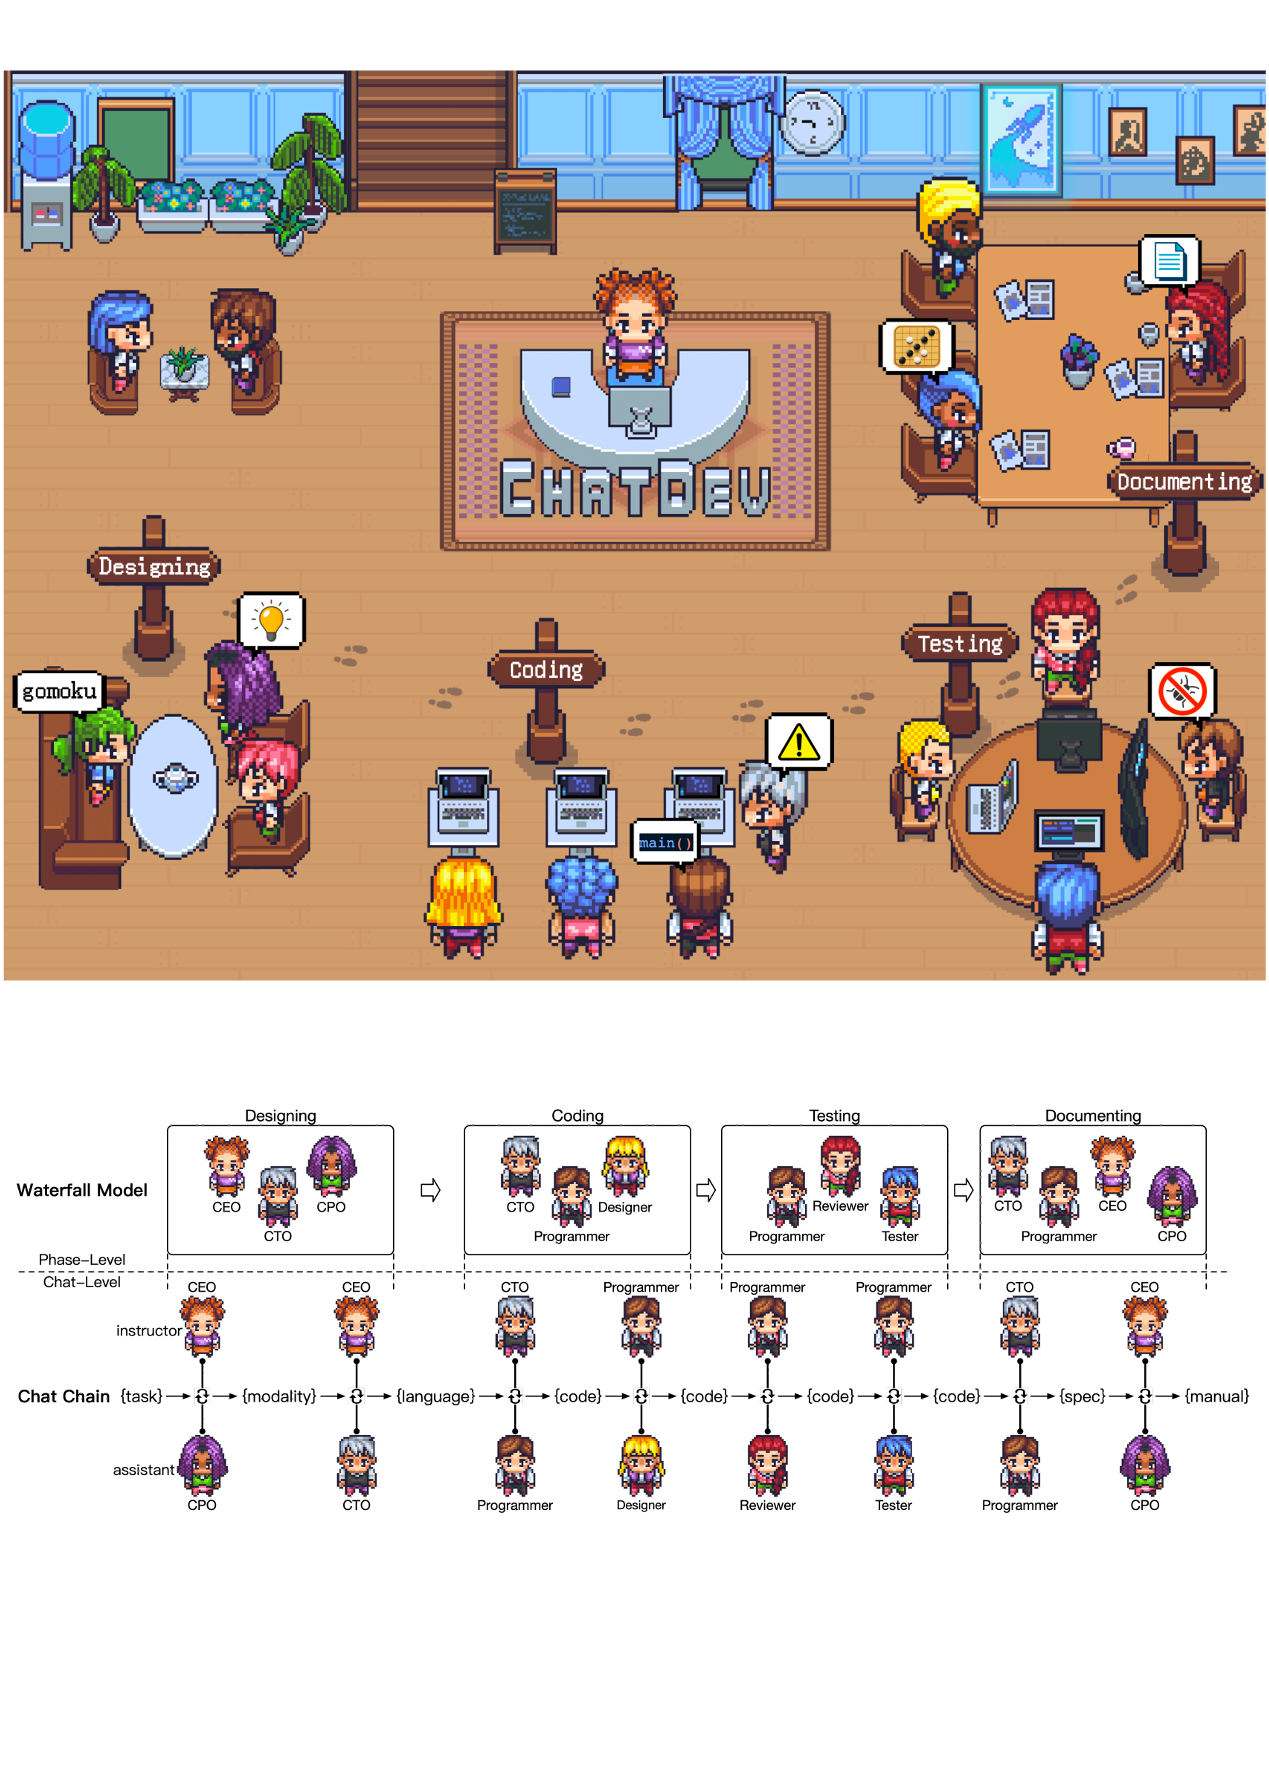 CHATDEV
Documenting
Designing
Testing
Coding
gomoku
main()
Designing
Coding
Testing
Documenting
Waterfall Model
CEO
CTO
CPO
CTO
Programmer
Designer
Programmer
Reviewer
Tester
CTO
Programmer
CEO
CPO
Phase-Level
Chat-Level
CEO CEO CTO Programmer Programmer Programmer CTO CEO
instructor
Chat Chain {task} {modality} {language} {code} {code} {code} {code} {spec} {manual}
assistant
CPO CTO Programmer Designer Reviewer Tester Programmer CPO